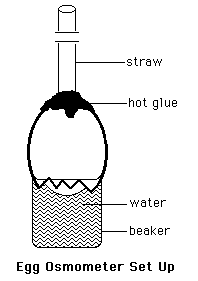 straw
hot glue
water
beaker
Egg Osmometer Set Up